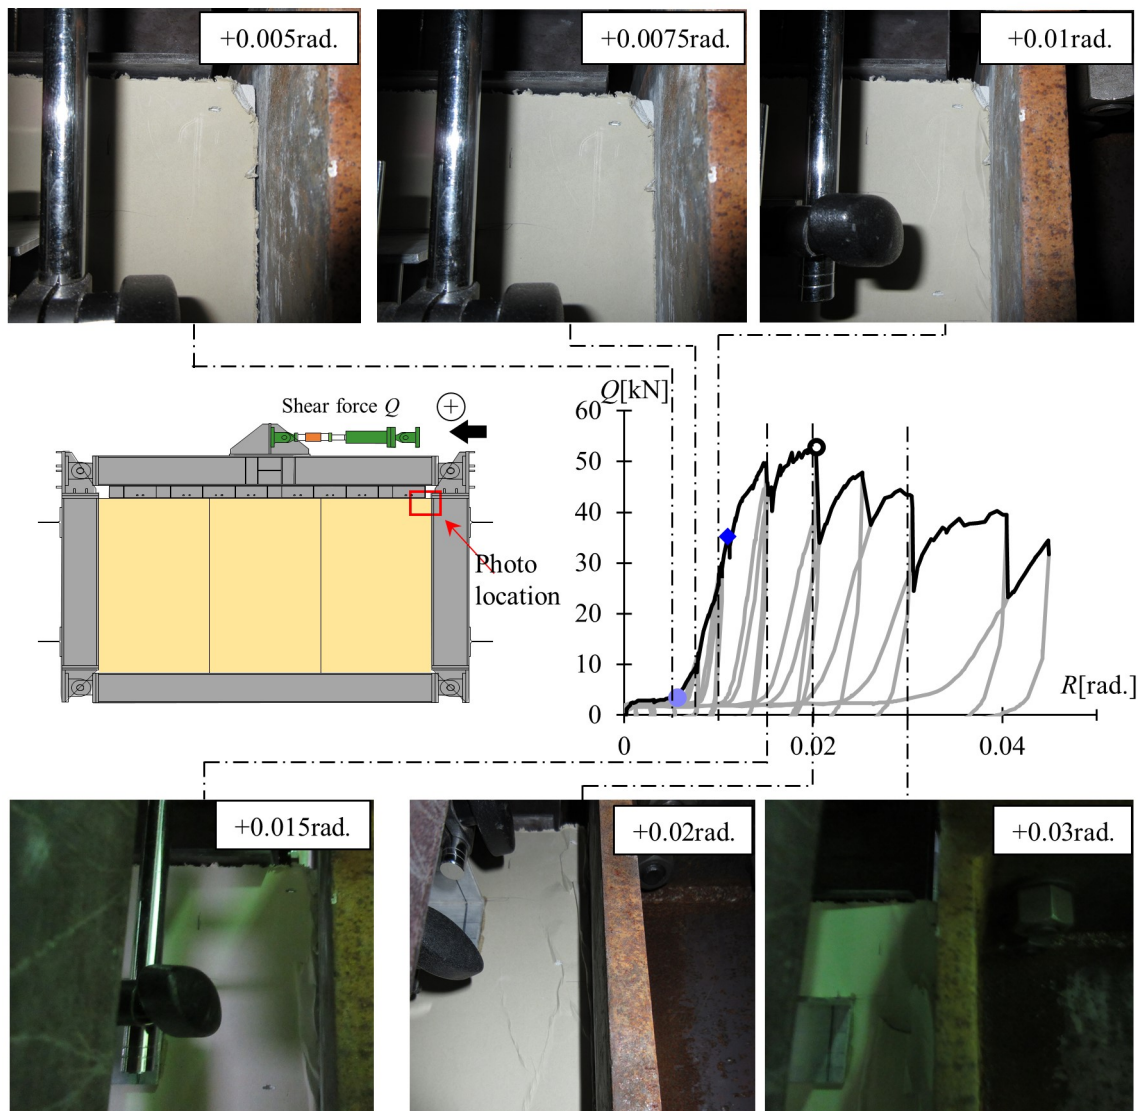 +0.005rad.
+0.0075rad.
+0.01rad.
Shear force Q
+
Photo
location
Q[kN]
60
50
40
30
20
10
0
R[rad.]
0
0.02
0.04
+0.015rad.
+0.02rad.
+0.03rad.